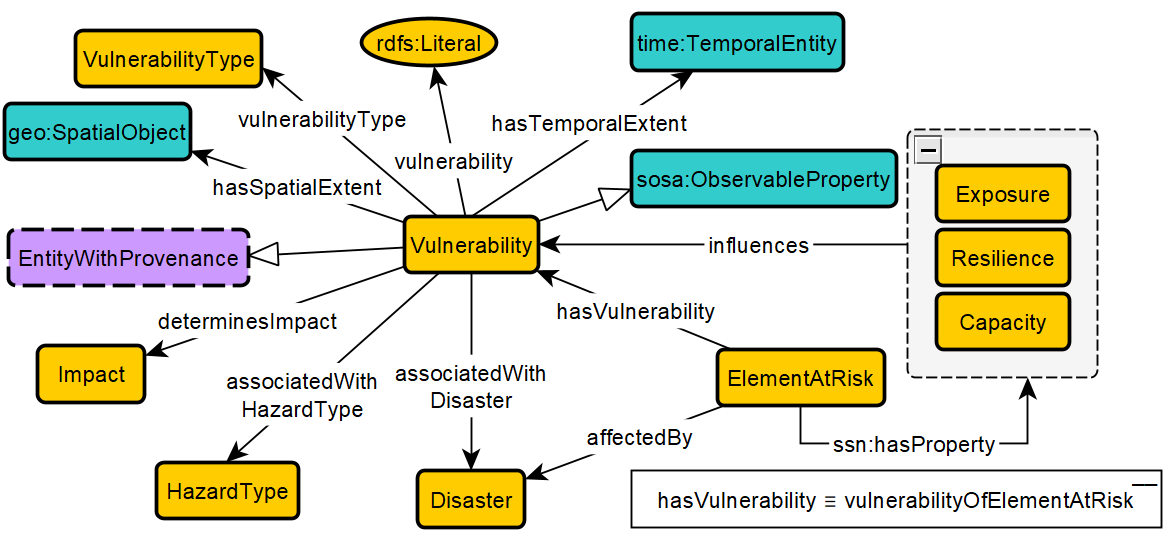 rdfs:Literal
time:TemporalEntity
VulnerabilityType
vulnerabilityType
hasTemporalExtent
geo:SpatialObject
vulnerability
hasSpatialExtent
sosa:ObservableProperty
Exposure
EntityWithProvenance
Vulnerability
influences
Resilience
determinesImpact
hasVulnerability
Capacity
Impact
associatedWith
HazardType
associatedWith
Disaster
ElementAtRisk
affectedBy
ssn:hasProperty
HazardType
Disaster
hasVulnerability ≡ vulnerabilityOfElementAtRisk